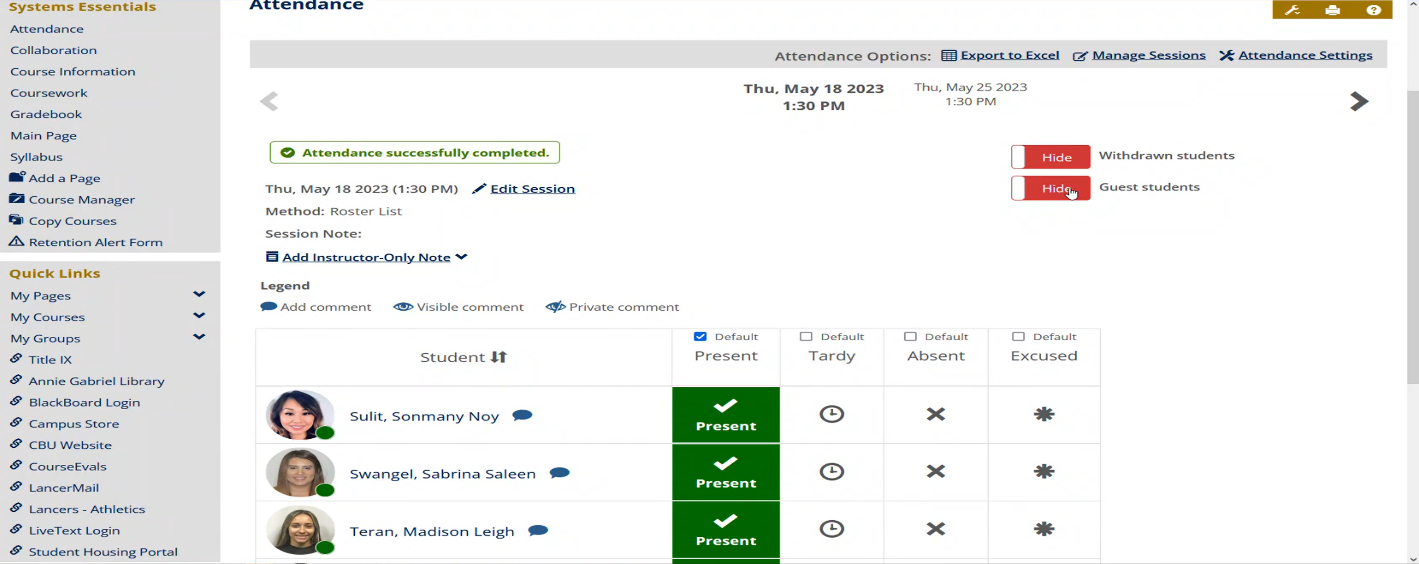 Systems Essentials
Attendance
Collaboration
Course Information
Coursework
Gradebook
Main Page
Syllabus
Add a Page
Course Manager
Copy Courses
Retention Alert Form
Quick Links
My Pages
My Courses
My Groups
Title IX
Annie Gabriel Library
BlackBoard Login
Campus Store
CBU Website
CourseEvals
LancerMail
Lancers - Athletics
LiveText Login
Student Housing Portal
Attendance
Attendance Options: Export to Excel Manage Sessions Attendance Settings
Thu, May 18 2023
1:30 PM
Thu, May 25 2023
1:30 PM
Attendance successfully completed.
Hide Withdrawn students
Hide Guest students
Thu, May 18 2023 (1:30 PM) Edit Session
Method: Roster List
Session Note:
Add Instructor-Only Note
Legend
Add comment Visible comment Private comment
Default Default Default Default
Student Present Tardy Absent Excused
Sulit, Sonmany Noy Present
Swangel, Sabrina Saleen Present
Teran, Madison Leigh Present